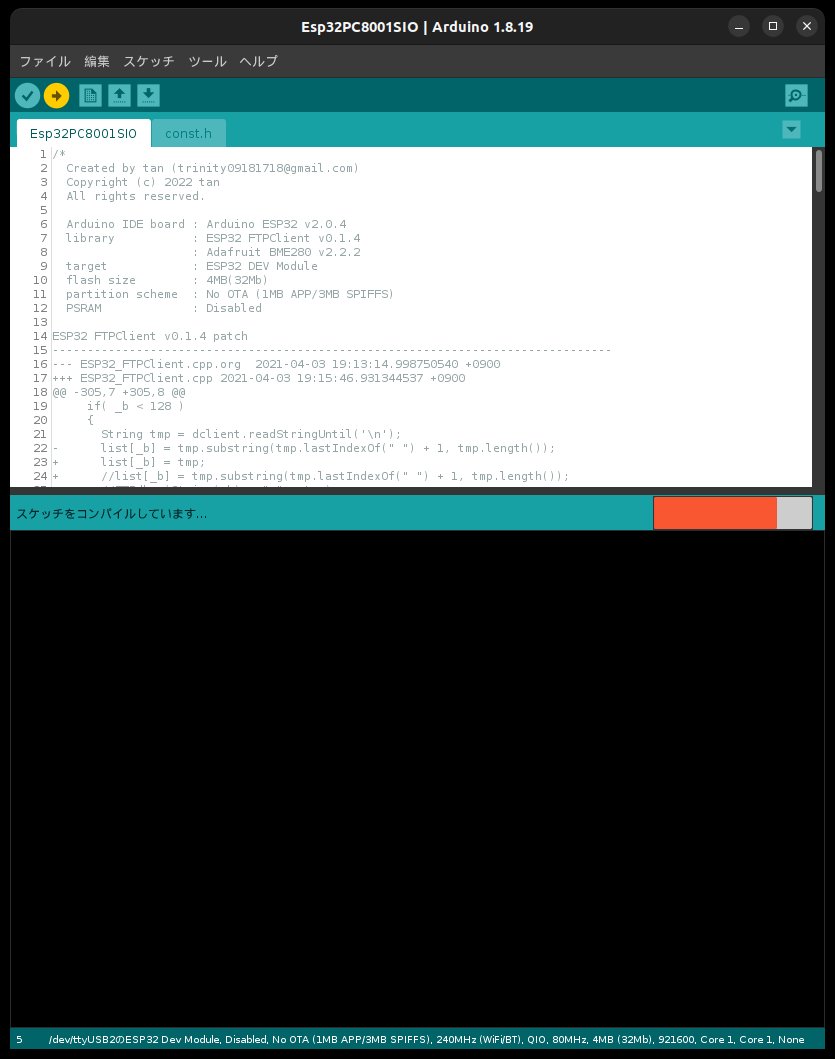 Esp32PC8001SIO | Arduino 1.8.19
ファイル 編集 スケッチ ツール ヘルプ
Esp32PC8001SIO const.h
1 /*
2 Created by tan (trinity09181718@gmail.com)
3 Copyright (c) 2022 tan
4 All rights reserved.
5
6 Arduino IDE board : Arduino ESP32 v2.0.4
7 library : ESP32 FTPClient v0.1.4
8 : Adafruit BME280 v2.2.2
9 target : ESP32 DEV Module
10 flash size : 4MB(32Mb)
11 partition scheme : No OTA (1MB APP/3MB SPIFFS)
12 PSRAM : Disabled
13
14 ESP32 FTPClient v0.1.4 patch
15 --------------------------------------------------------------------------------
16 --- ESP32_FTPClient.cpp.org 2021-04-03 19:13:14.998750540 +0900
17 +++ ESP32_FTPClient.cpp 2021-04-03 19:15:46.931344537 +0900
18 @@ -305,7 +305,8 @@
19 if( _b < 128 )
20 {
21 String tmp = dclient.readStringUntil('\n');
22 - list[_b] = tmp.substring(tmp.lastIndexOf(" ") + 1, tmp.length());
23 + list[_b] = tmp;
24 + //list[_b] = tmp.substring(tmp.lastIndexOf(" ") + 1, tmp.length());
スケッチをコンパイルしています…
5 /dev/ttyUSB2のESP32 Dev Module, Disabled, No OTA (1MB APP/3MB SPIFFS), 240MHz (WiFi/BT), QIO, 80MHz, 4MB (32Mb), 921600, Core 1, Core 1, None